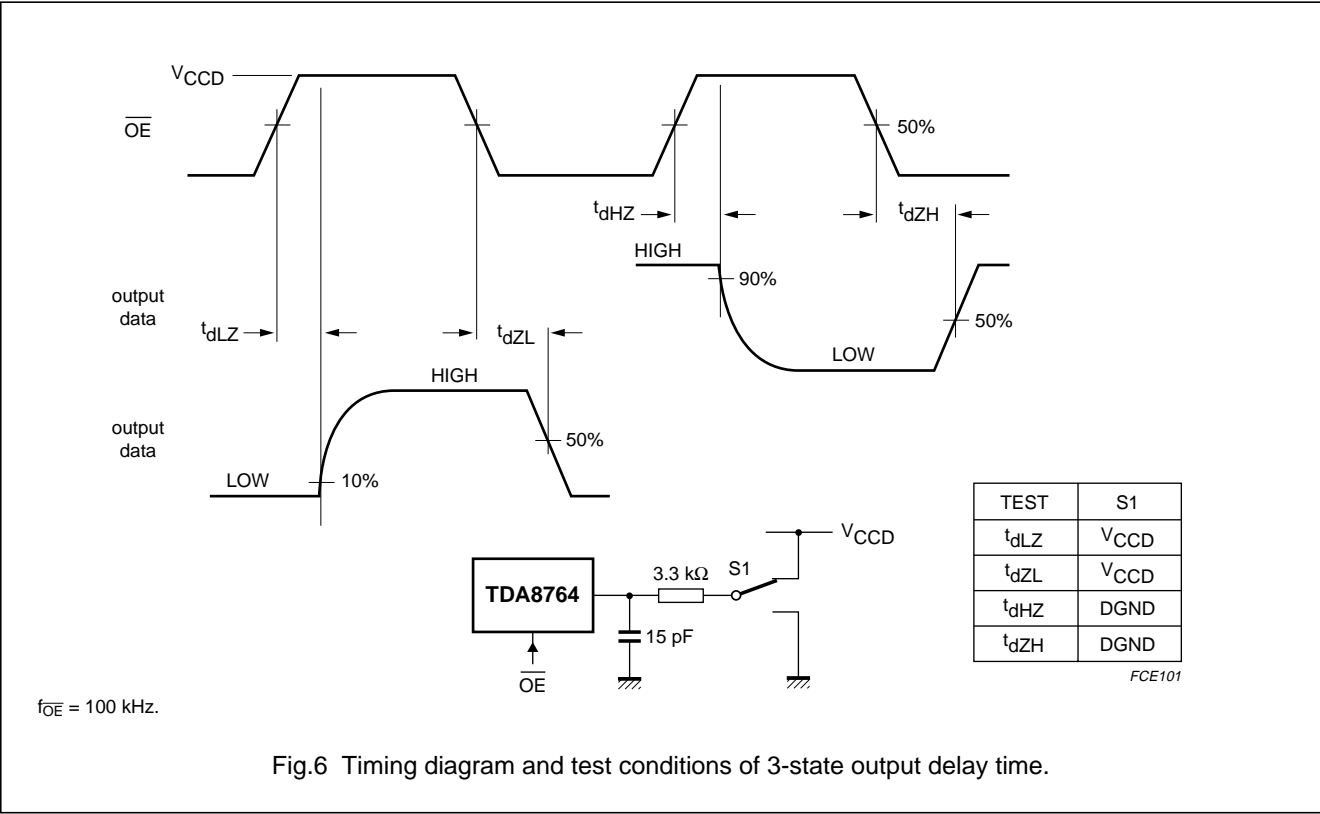 VCCD
OE
50%
tdHZ
tdZH
HIGH
90%
output
data
50%
tdLZ
tdZL
LOW
HIGH
output
data
50%
LOW
10%
TEST S1
tdLZ VCCD
tdZL VCCD
tdHZ DGND
tdZH DGND
FCE101
VCCD
3.3 kΩ
S1
TDA8764
15 pF
OE
fOE = 100 kHz.
Fig.6 Timing diagram and test conditions of 3-state output delay time.